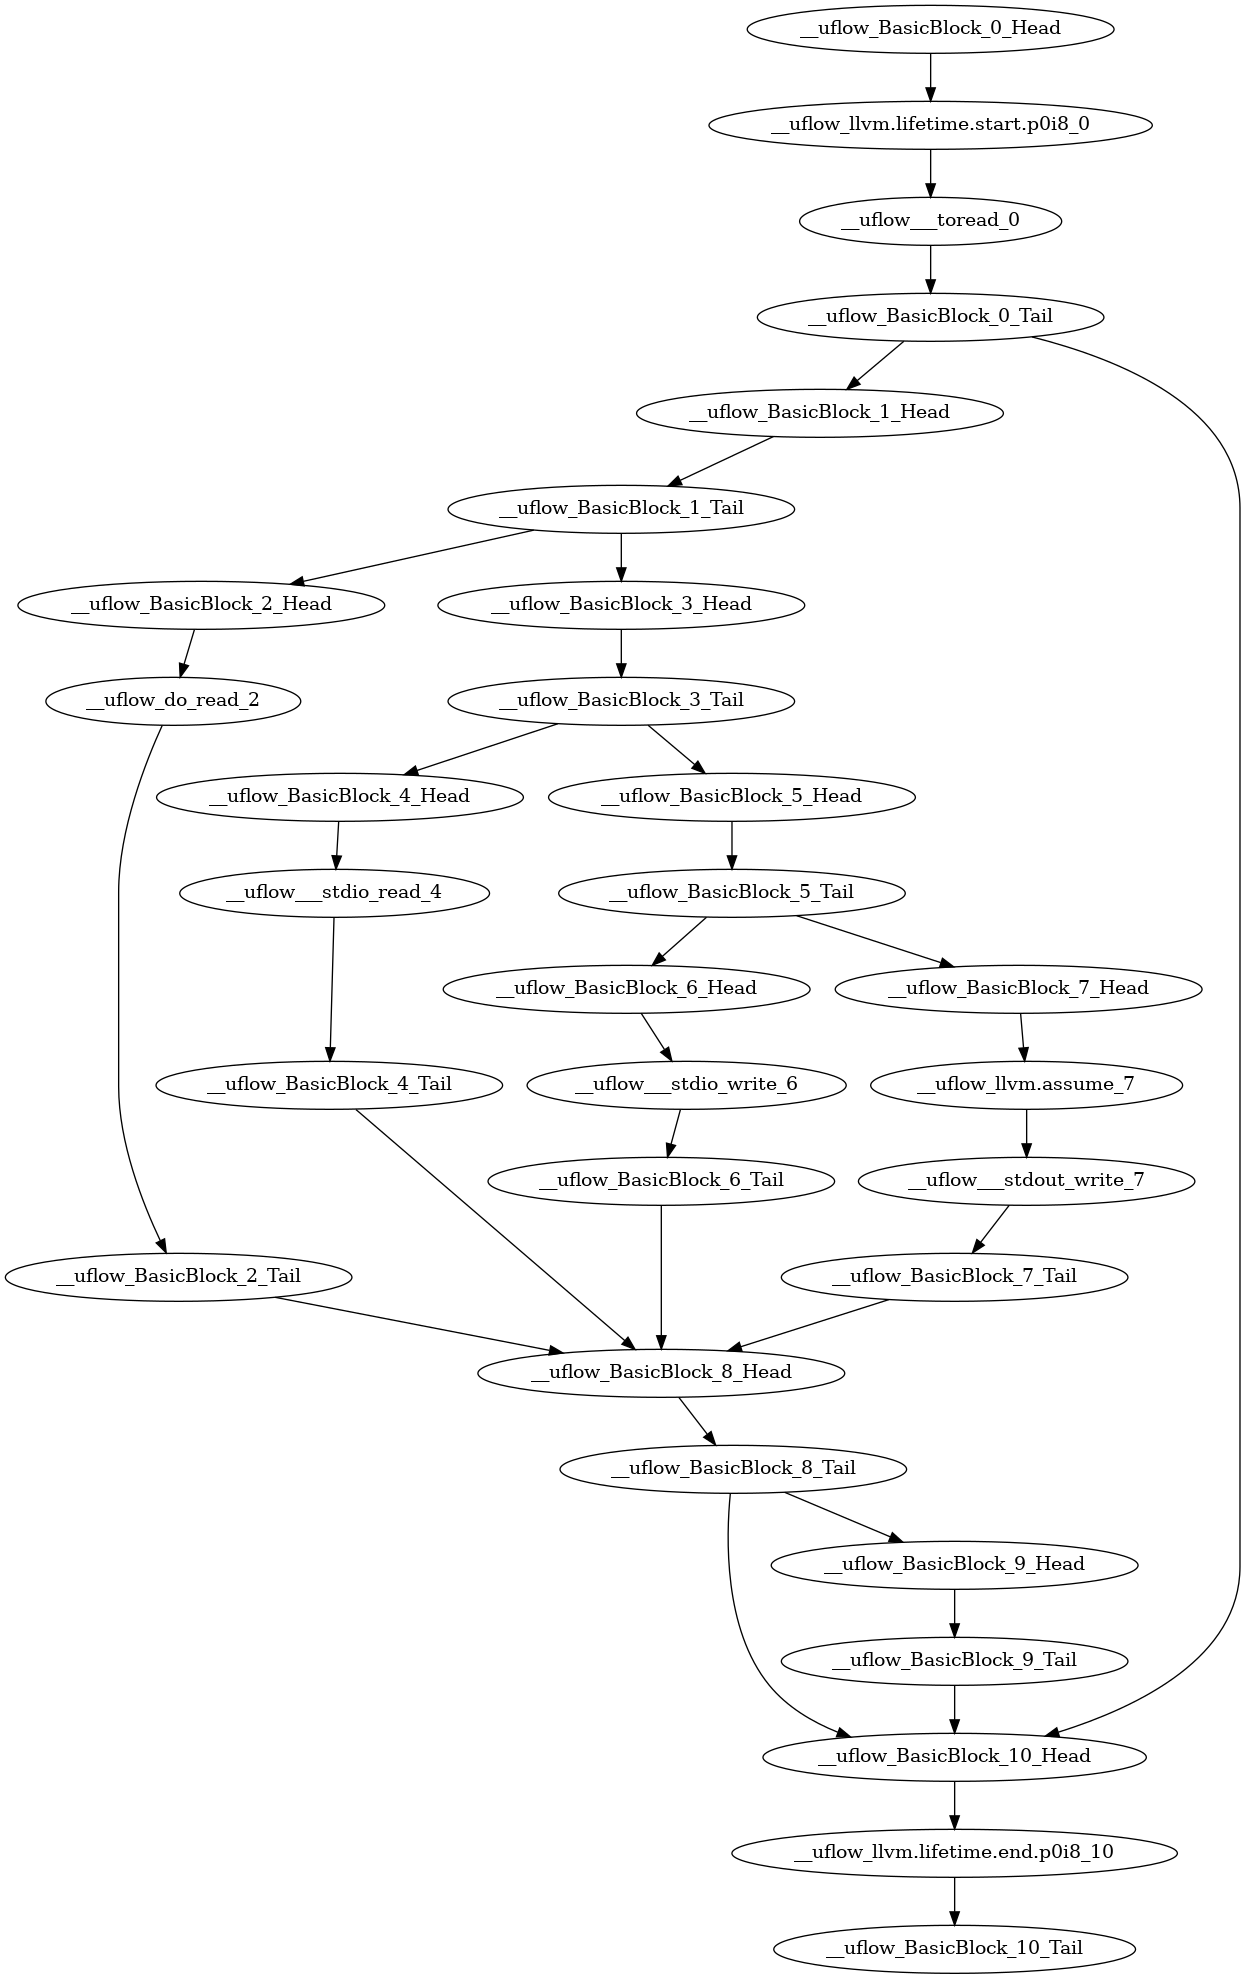 __uflow_BasicBlock_0_Head
__uflow_llvm.lifetime.start.p0i8_0
__uflow___toread_0
__uflow_BasicBlock_0_Tail
__uflow_BasicBlock_1_Head
__uflow_BasicBlock_1_Tail
__uflow_BasicBlock_2_Head
__uflow_BasicBlock_3_Head
__uflow_do_read_2
__uflow_BasicBlock_3_Tail
__uflow_BasicBlock_4_Head
__uflow_BasicBlock_5_Head
__uflow___stdio_read_4
__uflow_BasicBlock_5_Tail
__uflow_BasicBlock_6_Head
__uflow_BasicBlock_7_Head
__uflow_BasicBlock_4_Tail
__uflow___stdio_write_6
__uflow_llvm.assume_7
__uflow_BasicBlock_6_Tail
__uflow___stdout_write_7
__uflow_BasicBlock_2_Tail
__uflow_BasicBlock_7_Tail
__uflow_BasicBlock_8_Head
__uflow_BasicBlock_8_Tail
__uflow_BasicBlock_9_Head
__uflow_BasicBlock_9_Tail
__uflow_BasicBlock_10_Head
__uflow_llvm.lifetime.end.p0i8_10
__uflow_BasicBlock_10_Tail